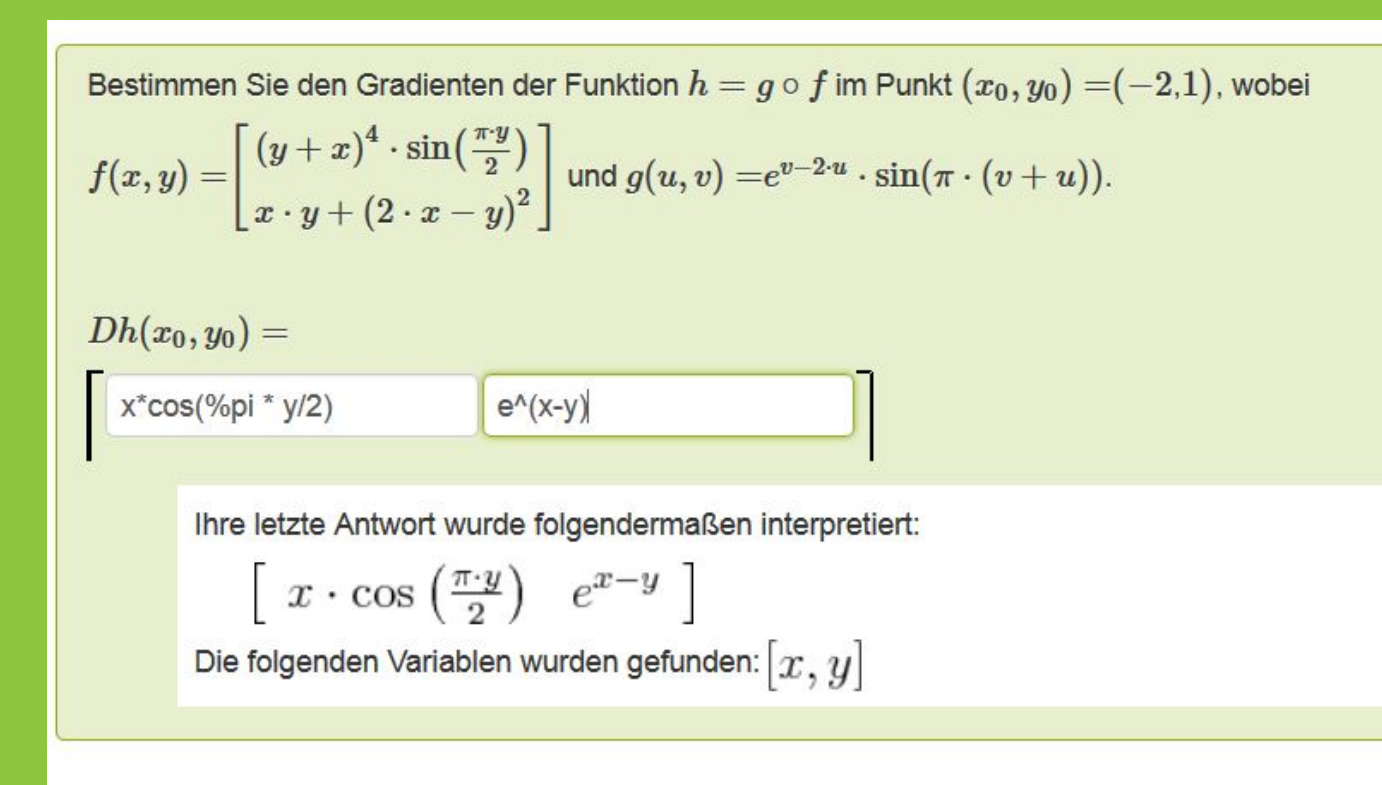 Bestimmen Sie den Gradienten der Funktion h = g ∘ f im Punkt (x₀, y₀) =(−2,1), wobei
f(x, y) = [ (y + x)⁴ · sin(π·y/2) ; x · y + (2 · x − y)² ] und g(u, v) =e^(v−2·u) · sin(π · (v + u)).
Dh(x₀, y₀) =
x*cos(%pi * y/2) e^(x-y)
Ihre letzte Antwort wurde folgendermaßen interpretiert:
[ x · cos (π·y/2) e^(x−y) ]
Die folgenden Variablen wurden gefunden: [x, y]